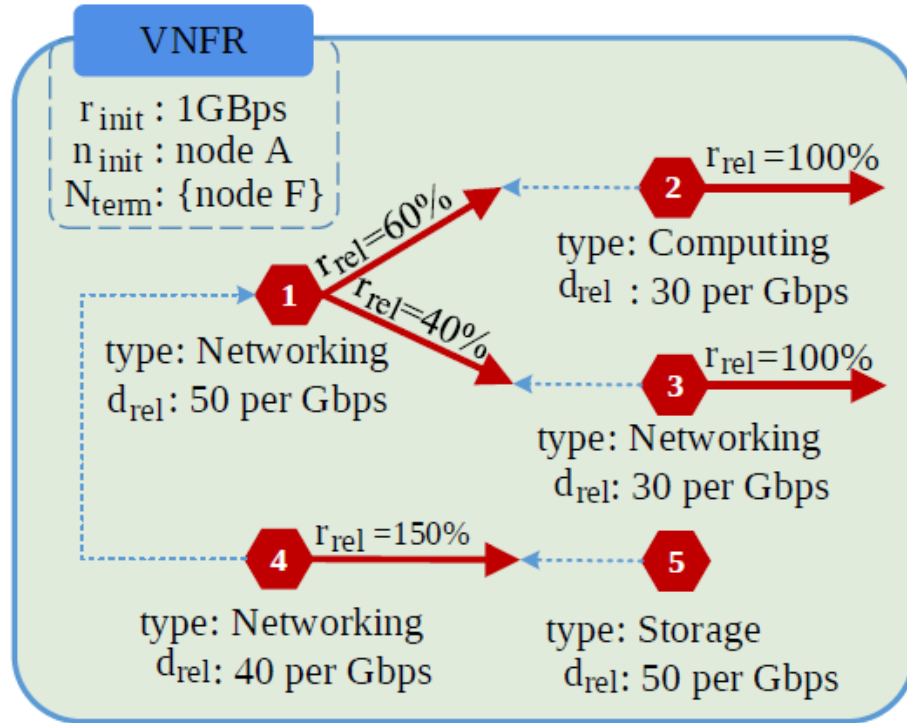 VNFR
r init : 1GBps
n init : node A
N term : {node F}
r rel=60%
r rel=40%
1
type: Networking
d rel : 50 per Gbps
2
r rel =100%
type: Computing
d rel : 30 per Gbps
3
r rel =100%
type: Networking
d rel: 30 per Gbps
4
r rel =150%
type: Networking
d rel : 40 per Gbps
5
type: Storage
d rel: 50 per Gbps